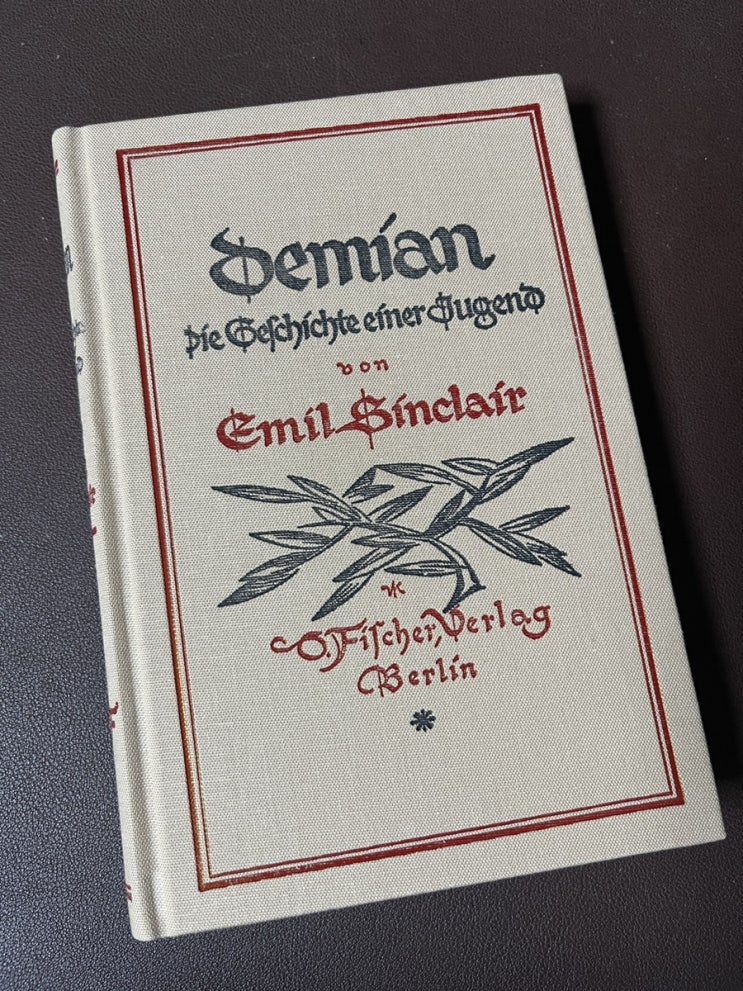 Demian
Die Geſchichte einer Jugend
von
Emil Sinclair
S. Fiſcher, Verlag
Berlin